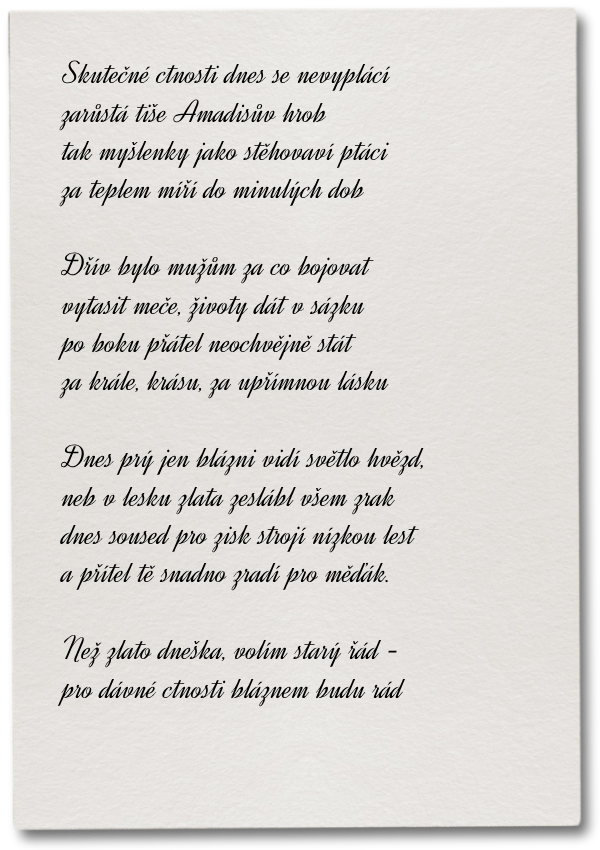 Skutečné ctnosti dnes se nevyplácí
zarůstá tiše Amadisův hrob
tak myšlenky jako stěhovaví ptáci
za teplem míří do minulých dob
Dřív bylo mužům za co bojovat
vytasit meče, životy dát v sázku
po boku přátel neochvějně stát
za krále, krásu, za upřímnou lásku
Dnes prý jen blázni vidí světlo hvězd,
neb v lesku zlata zeslábl všem zrak
dnes soused pro zisk strojí nízkou lest
a přítel tě snadno zradí pro měďák.
Než zlato dneška, volím starý řád -
pro dávné ctnosti bláznem budu rád